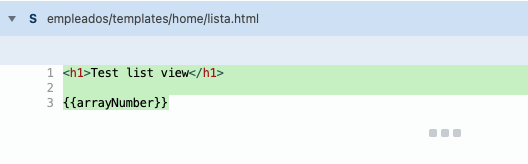 S empleados/templates/home/lista.html
1 <h1>Test list view</h1>
2
3 {{arrayNumber}}